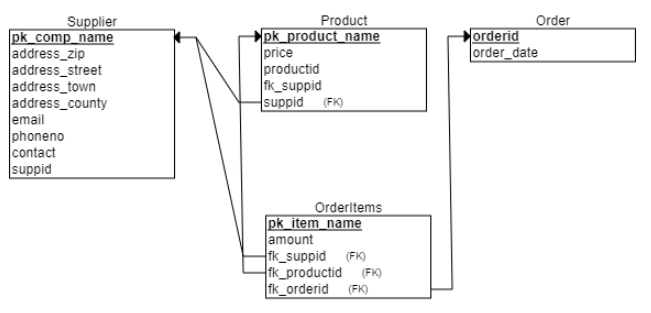 Supplier
pk_comp_name
address_zip
address_street
address_town
address_county
email
phoneno
contact
suppid
Product
pk_product_name
price
productid
fk_suppid
suppid (FK)
Order
orderid
order_date
OrderItems
pk_item_name
amount
fk_suppid (FK)
fk_productid (FK)
fk_orderid (FK)